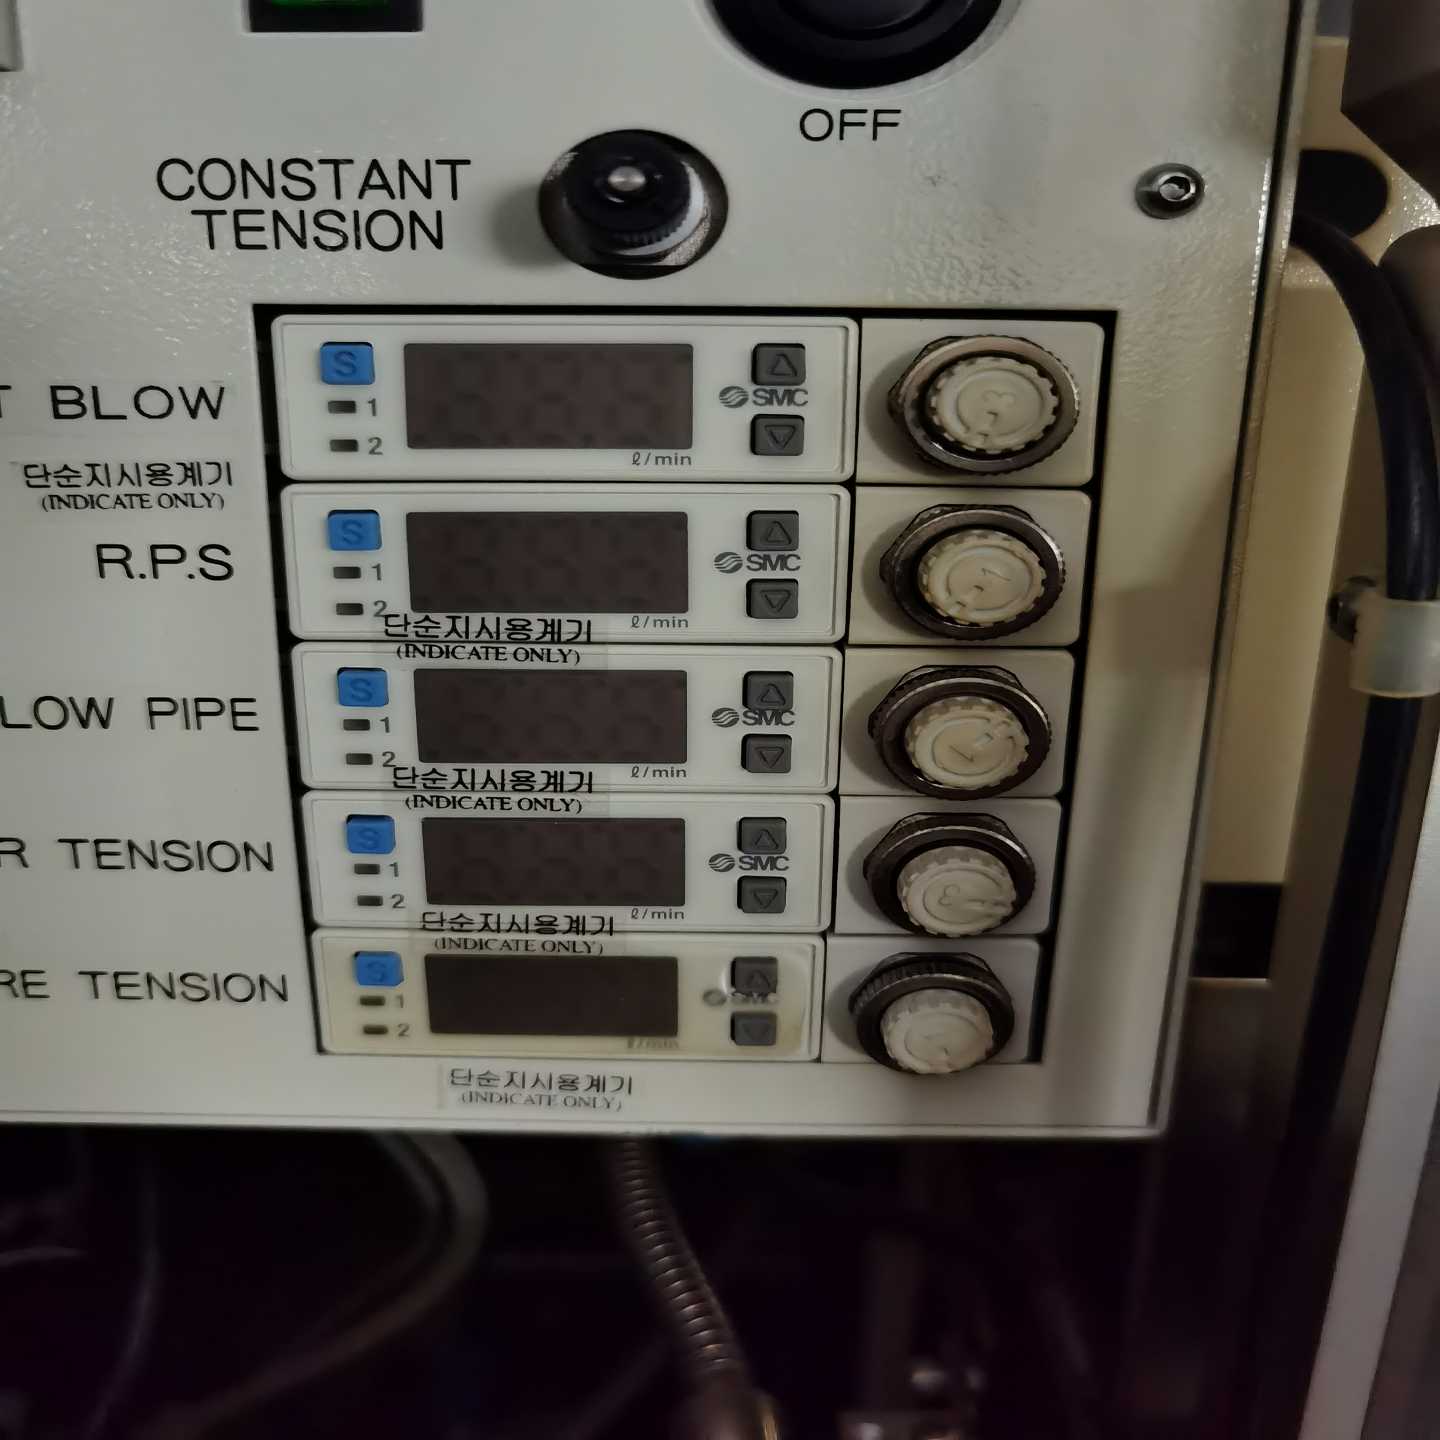 OFF
CONSTANT
TENSION
T BLOW
S
1
2
SMC
ℓ/min
단순지시용계기
(INDICATE ONLY)
R.P.S
S
1
2
SMC
ℓ/min
단순지시용계기
(INDICATE ONLY)
LOW PIPE
S
1
2
SMC
ℓ/min
단순지시용계기
(INDICATE ONLY)
R TENSION
S
1
2
SMC
ℓ/min
단순지시용계기
(INDICATE ONLY)
RE TENSION
S
1
2
SMC
ℓ/min
단순지시용계기
(INDICATE ONLY)